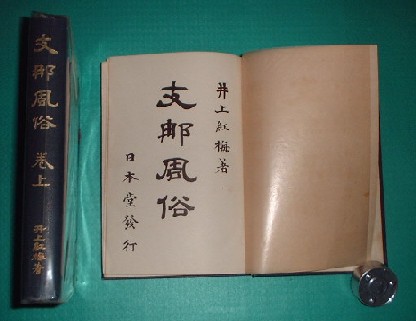 支那風俗 卷上
井上紅梅著
井上紅梅著
支那風俗
日本堂發行